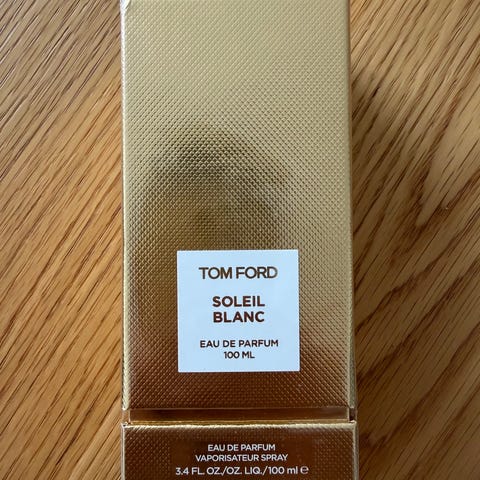 TOM FORD
SOLEIL
BLANC
EAU DE PARFUM
100 ML
EAU DE PARFUM
VAPORISATEUR SPRAY
3.4 FL. OZ./OZ. LIQ./100 ml ℮